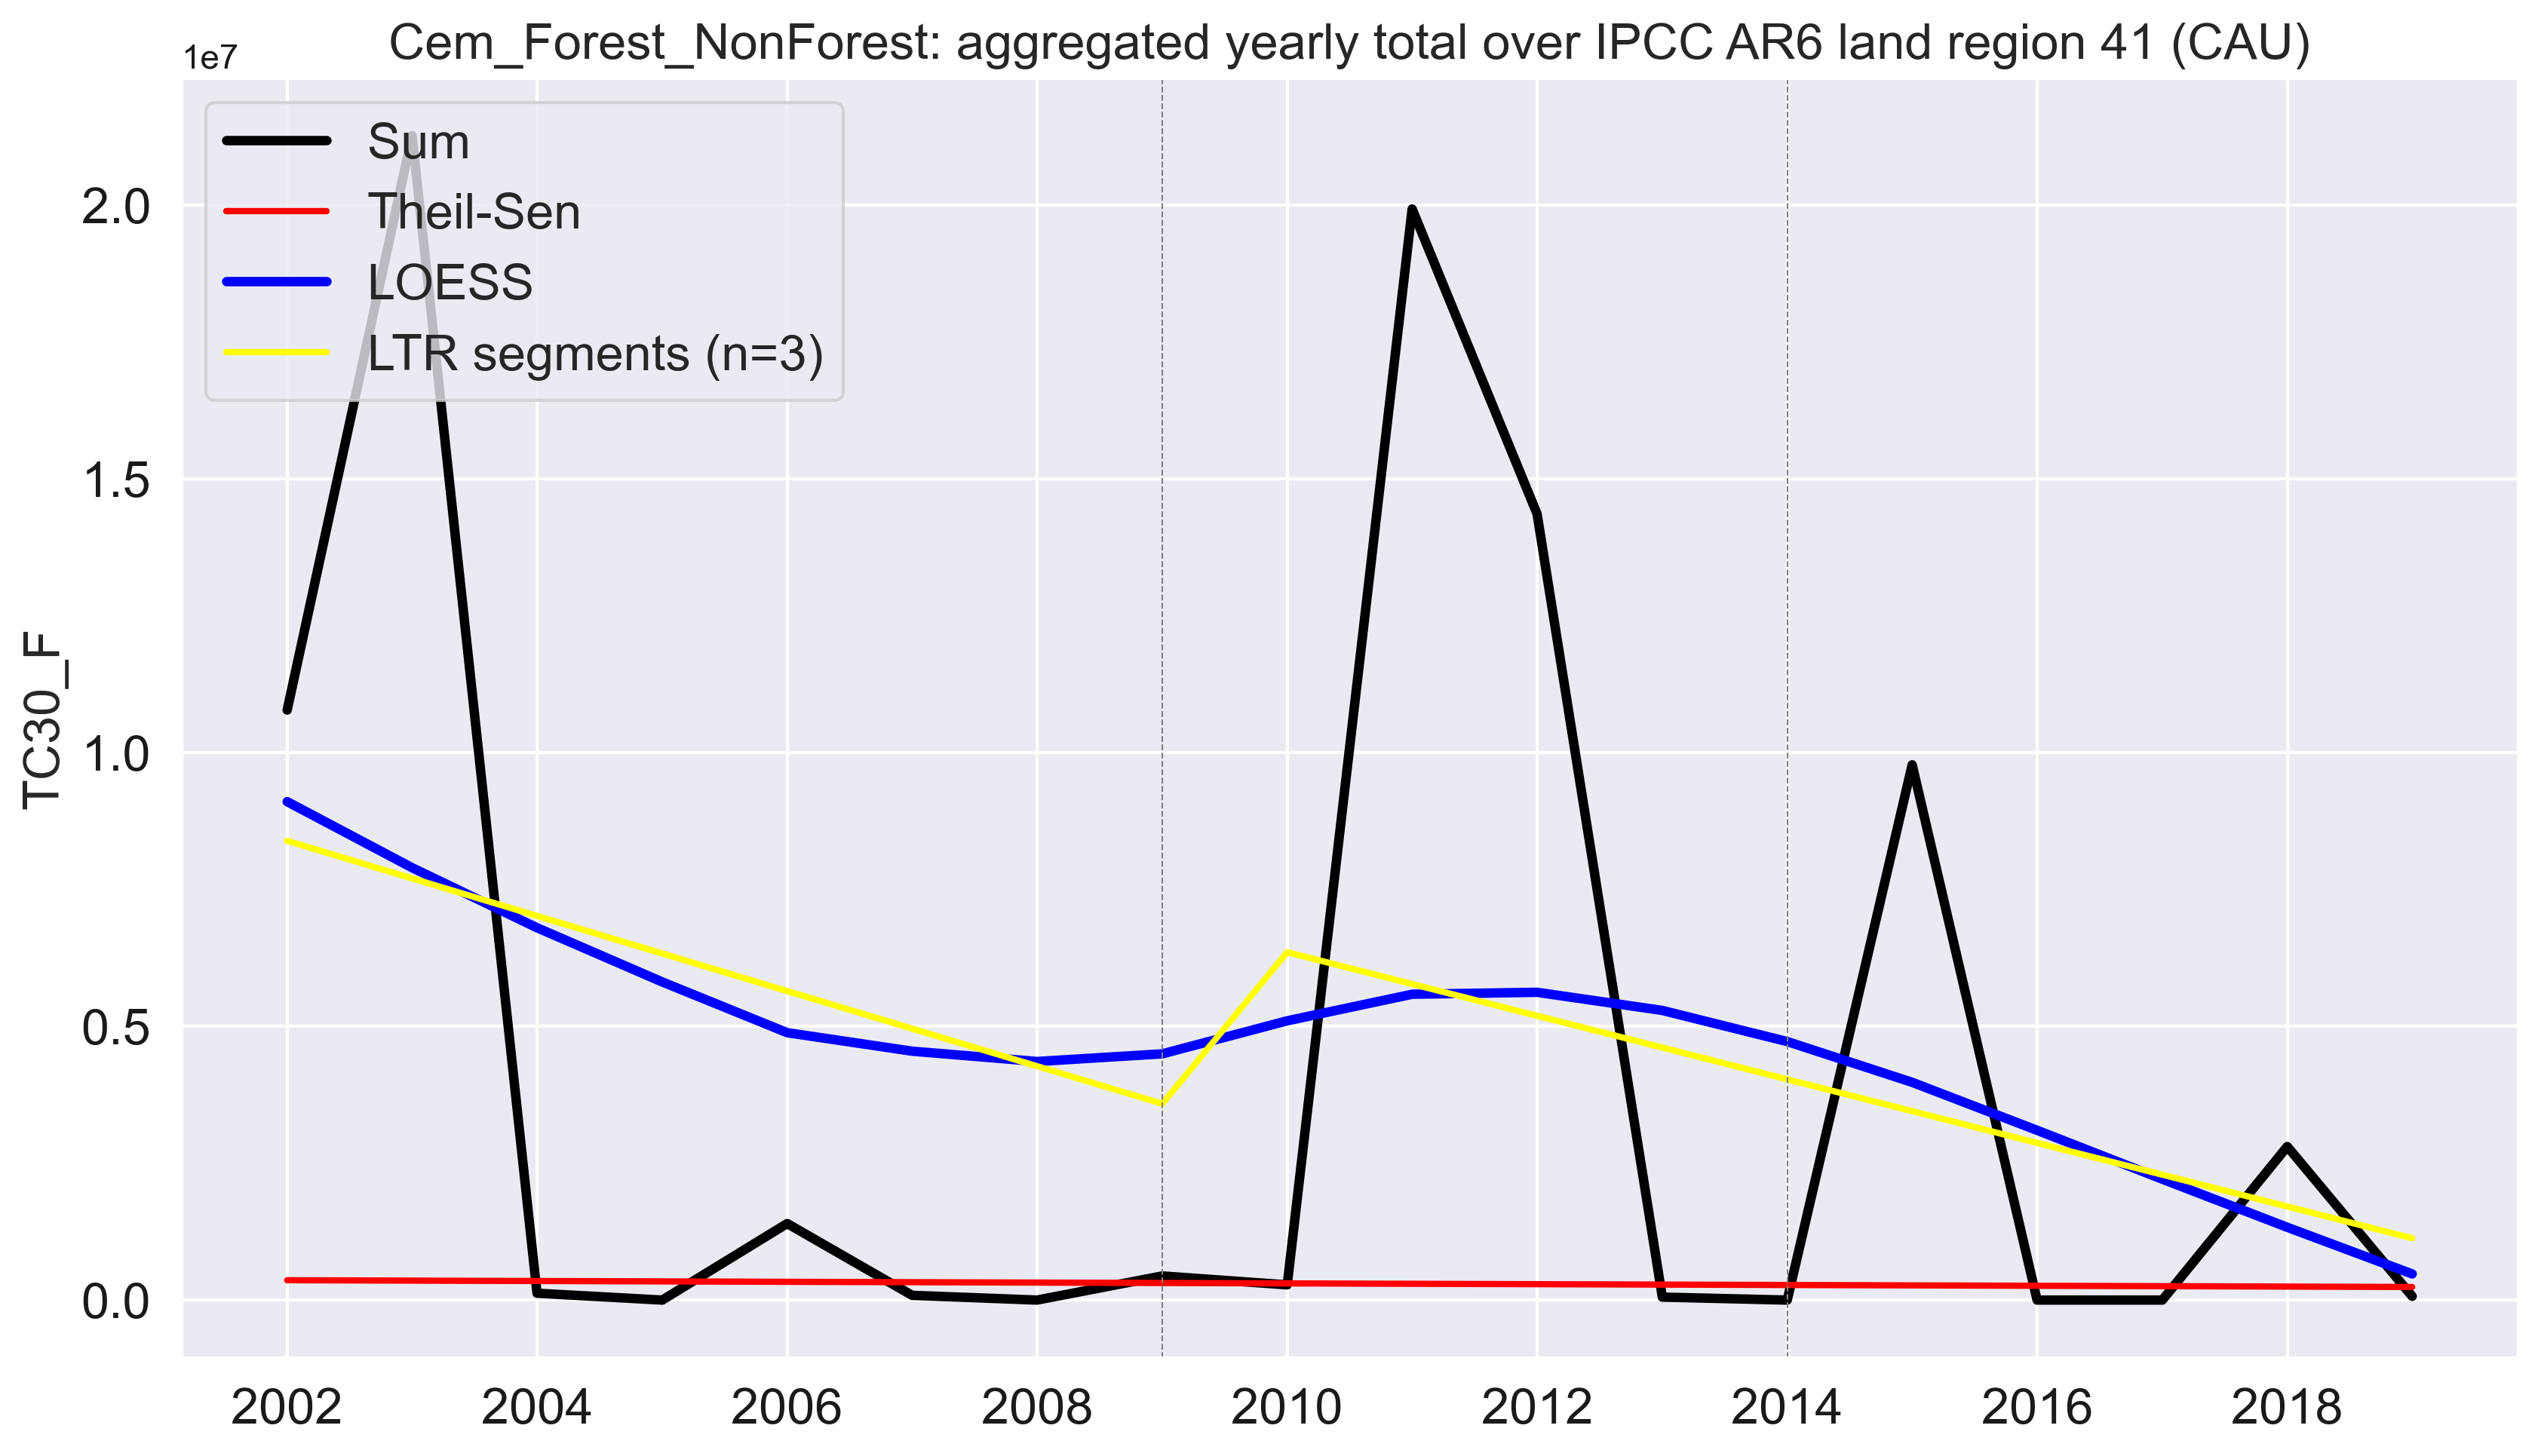 Cem_Forest_NonForest: aggregated yearly total over IPCC AR6 land region 41 (CAU)
1e7
Sum
Theil-Sen
LOESS
LTR segments (n=3)
2.0
1.5
1.0
0.5
0.0
TC30_F
2002 2004 2006 2008 2010 2012 2014 2016 2018